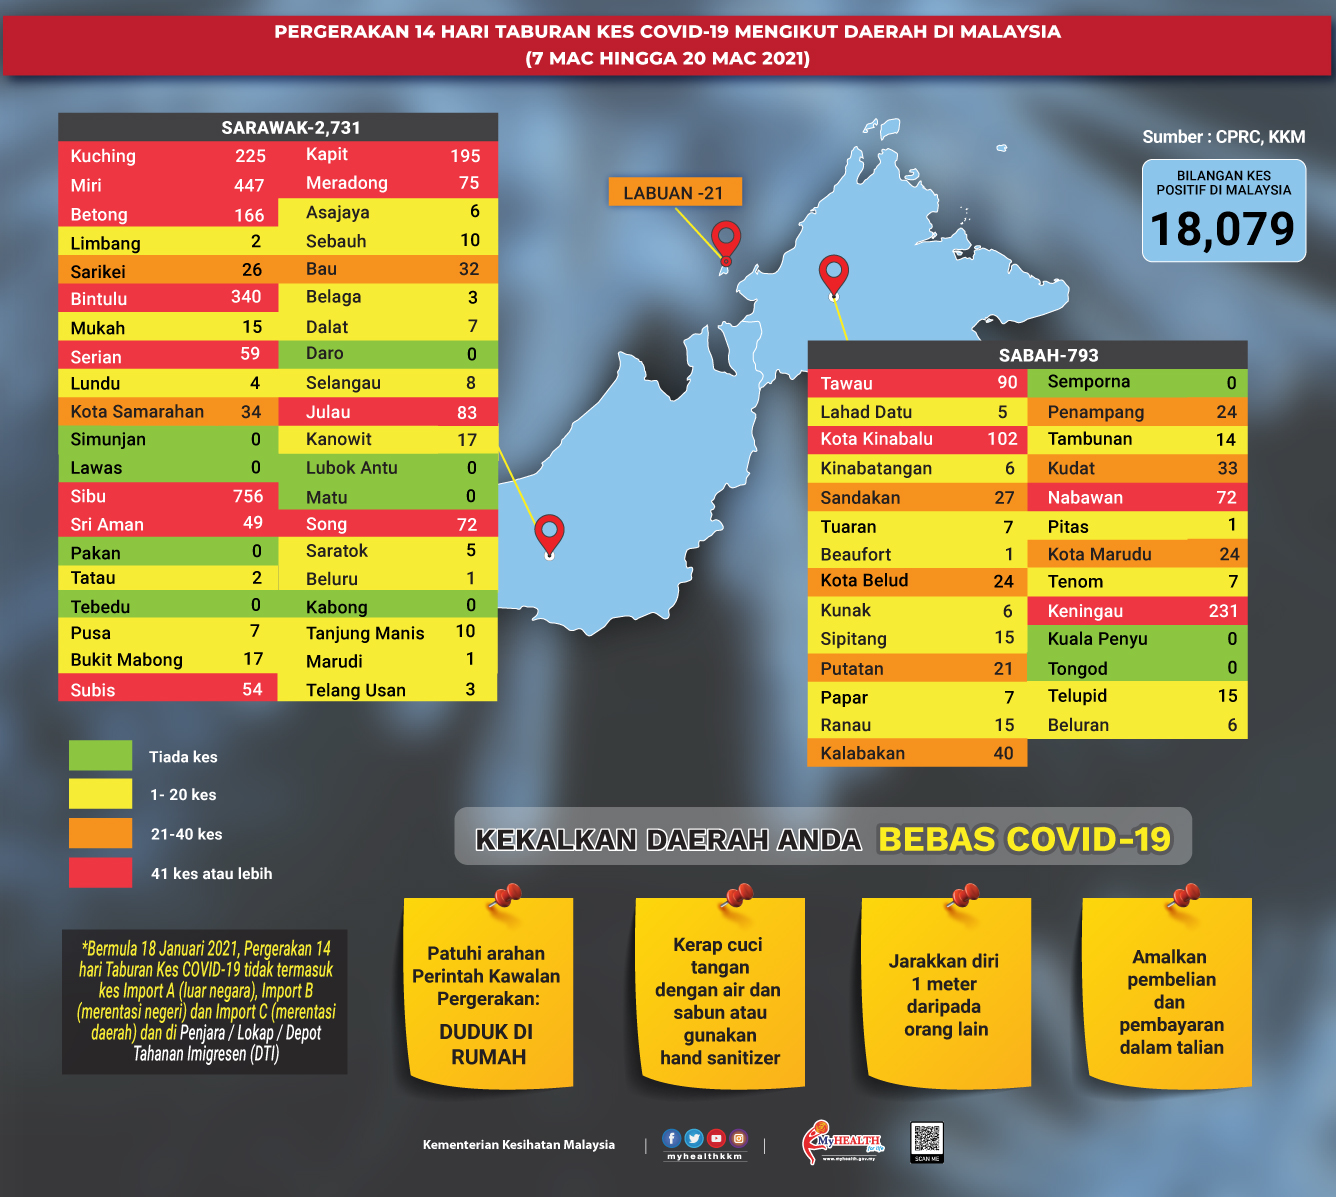 PERGERAKAN 14 HARI TABURAN KES COVID-19 MENGIKUT DAERAH DI MALAYSIA
(7 MAC HINGGA 20 MAC 2021)
Sumber : CPRC, KKM
BILANGAN KES
POSITIF DI MALAYSIA
18,079
LABUAN -21
SARAWAK-2,731
Kuching 225
Miri 447
Betong 166
Limbang 2
Sarikei 26
Bintulu 340
Mukah 15
Serian 59
Lundu 4
Kota Samarahan 34
Simunjan 0
Lawas 0
Sibu 756
Sri Aman 49
Pakan 0
Tatau 2
Tebedu 0
Pusa 7
Bukit Mabong 17
Subis 54
Kapit 195
Meradong 75
Asajaya 6
Sebauh 10
Bau 32
Belaga 3
Dalat 7
Daro 0
Selangau 8
Julau 83
Kanowit 17
Lubok Antu 0
Matu 0
Song 72
Saratok 5
Beluru 1
Kabong 0
Tanjung Manis 10
Marudi 1
Telang Usan 3
SABAH-793
Tawau 90
Lahad Datu 5
Kota Kinabalu 102
Kinabatangan 6
Sandakan 27
Tuaran 7
Beaufort 1
Kota Belud 24
Kunak 6
Sipitang 15
Putatan 21
Papar 7
Ranau 15
Kalabakan 40
Semporna 0
Penampang 24
Tambunan 14
Kudat 33
Nabawan 72
Pitas 1
Kota Marudu 24
Tenom 7
Keningau 231
Kuala Penyu 0
Tongod 0
Telupid 15
Beluran 6
Tiada kes
1- 20 kes
21-40 kes
41 kes atau lebih
*Bermula 18 Januari 2021, Pergerakan 14
hari Taburan Kes COVID-19 tidak termasuk
kes Import A (luar negara), Import B
(merentasi negeri) dan Import C (merentasi
daerah) dan di Penjara / Lokap / Depot
Tahanan Imigresen (DTI)
KEKALKAN DAERAH ANDA BEBAS COVID-19
Patuhi arahan
Perintah Kawalan
Pergerakan:
DUDUK DI
RUMAH
Kerap cuci
tangan
dengan air dan
sabun atau
gunakan
hand sanitizer
Jarakkan diri
1 meter
daripada
orang lain
Amalkan
pembelian
dan
pembayaran
dalam talian
Kementerian Kesihatan Malaysia
myhealthkkm
MyHEALTH
for life
www.myhealth.gov.my
SCAN ME